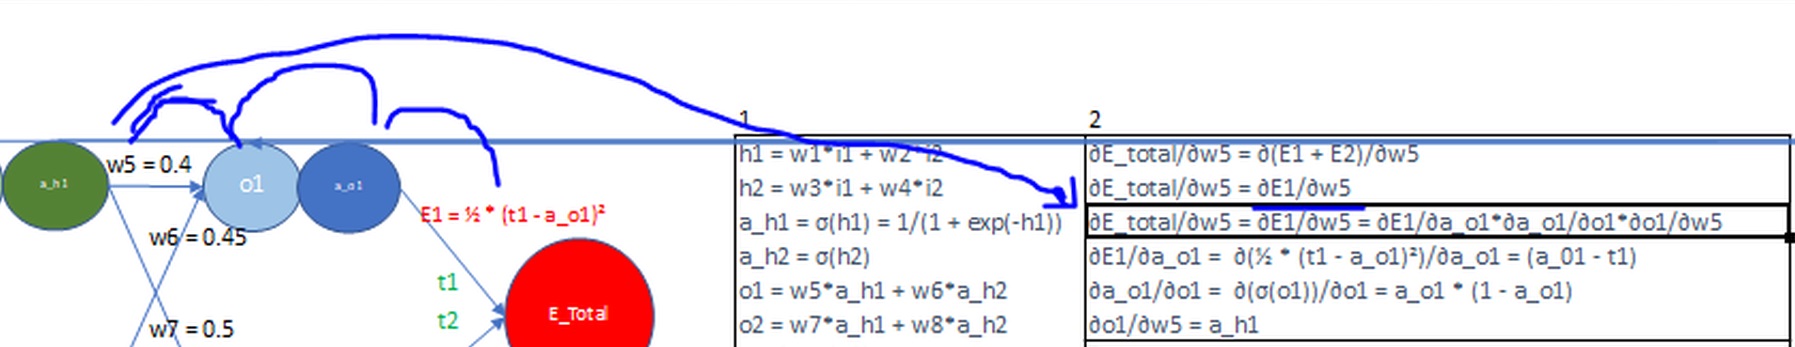 1
2
h1 = w1*i1 + w2*i2
∂E_total/∂w5 = ∂(E1 + E2)/∂w5
w5 = 0.4
a_h1
o1
a_o1
h2 = w3*i1 + w4*i2
∂E_total/∂w5 = ∂E1/∂w5
E1 = ½ * (t1 - a_o1)²
a_h1 = σ(h1) = 1/(1 + exp(-h1))
∂E_total/∂w5 = ∂E1/∂w5 = ∂E1/∂a_o1*∂a_o1/∂o1*∂o1/∂w5
w6 = 0.45
a_h2 = σ(h2)
∂E1/∂a_o1 = ∂(½ * (t1 - a_o1)²)/∂a_o1 = (a_01 - t1)
t1
o1 = w5*a_h1 + w6*a_h2
∂a_o1/∂o1 = ∂(σ(o1))/∂o1 = a_o1 * (1 - a_o1)
t2
E_Total
w7 = 0.5
o2 = w7*a_h1 + w8*a_h2
∂o1/∂w5 = a_h1